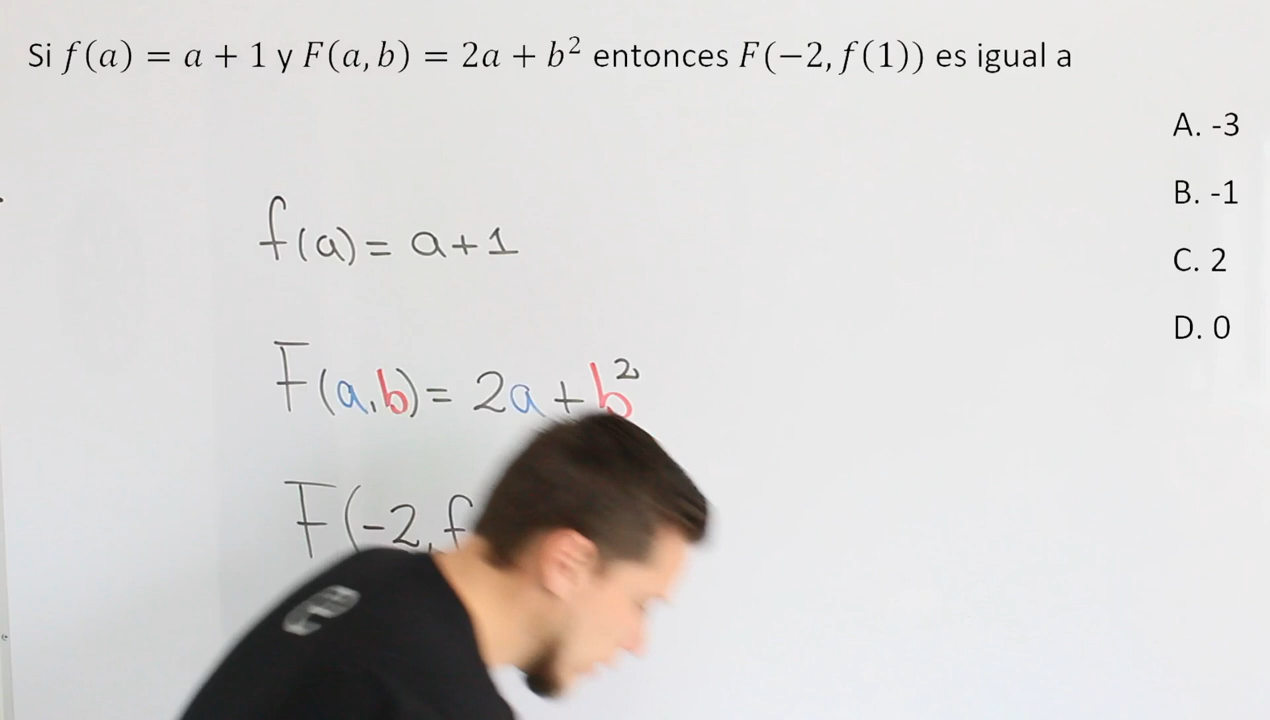 Si f(a) = a + 1 y F(a, b) = 2a + b² entonces F(−2, f(1)) es igual a
A. -3
B. -1
C. 2
D. 0
f(a) = a+1
F(a,b) = 2a + b²
F(-2, f